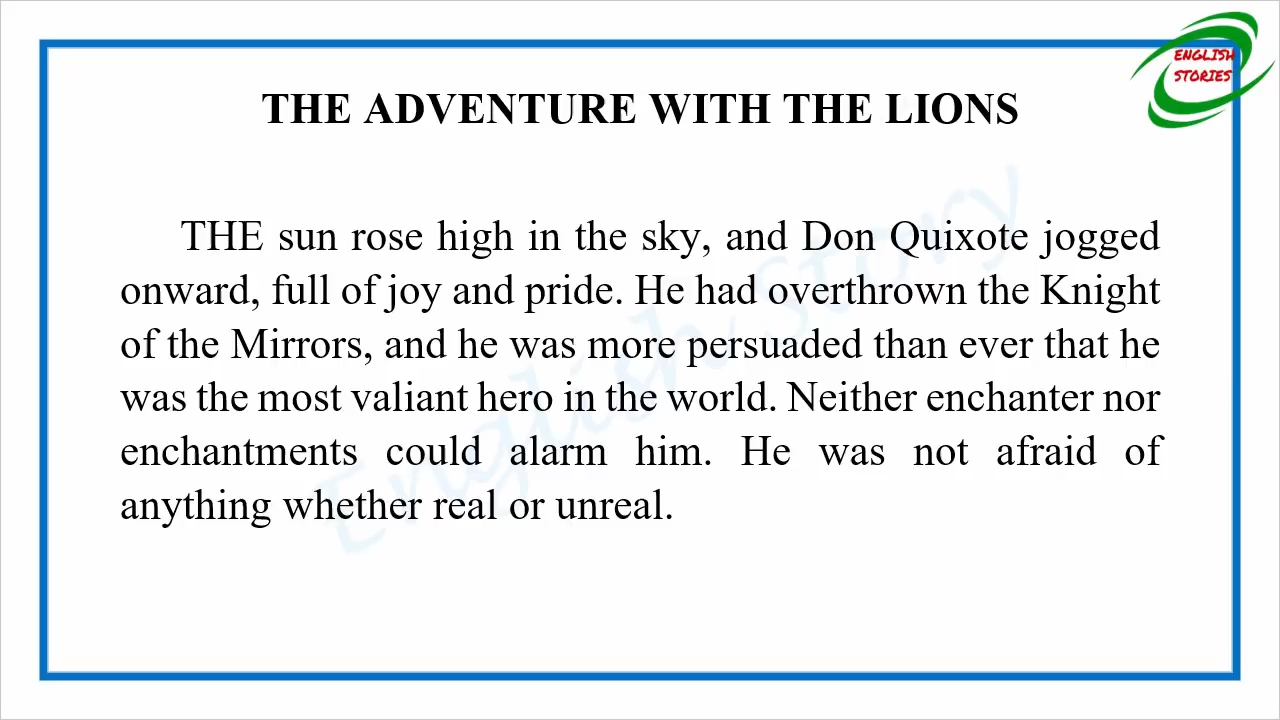 ENGLISH
STORIES
THE ADVENTURE WITH THE LIONS
THE sun rose high in the sky, and Don Quixote jogged
onward, full of joy and pride. He had overthrown the Knight
of the Mirrors, and he was more persuaded than ever that he
was the most valiant hero in the world. Neither enchanter nor
enchantments could alarm him. He was not afraid of
anything whether real or unreal.
English Story